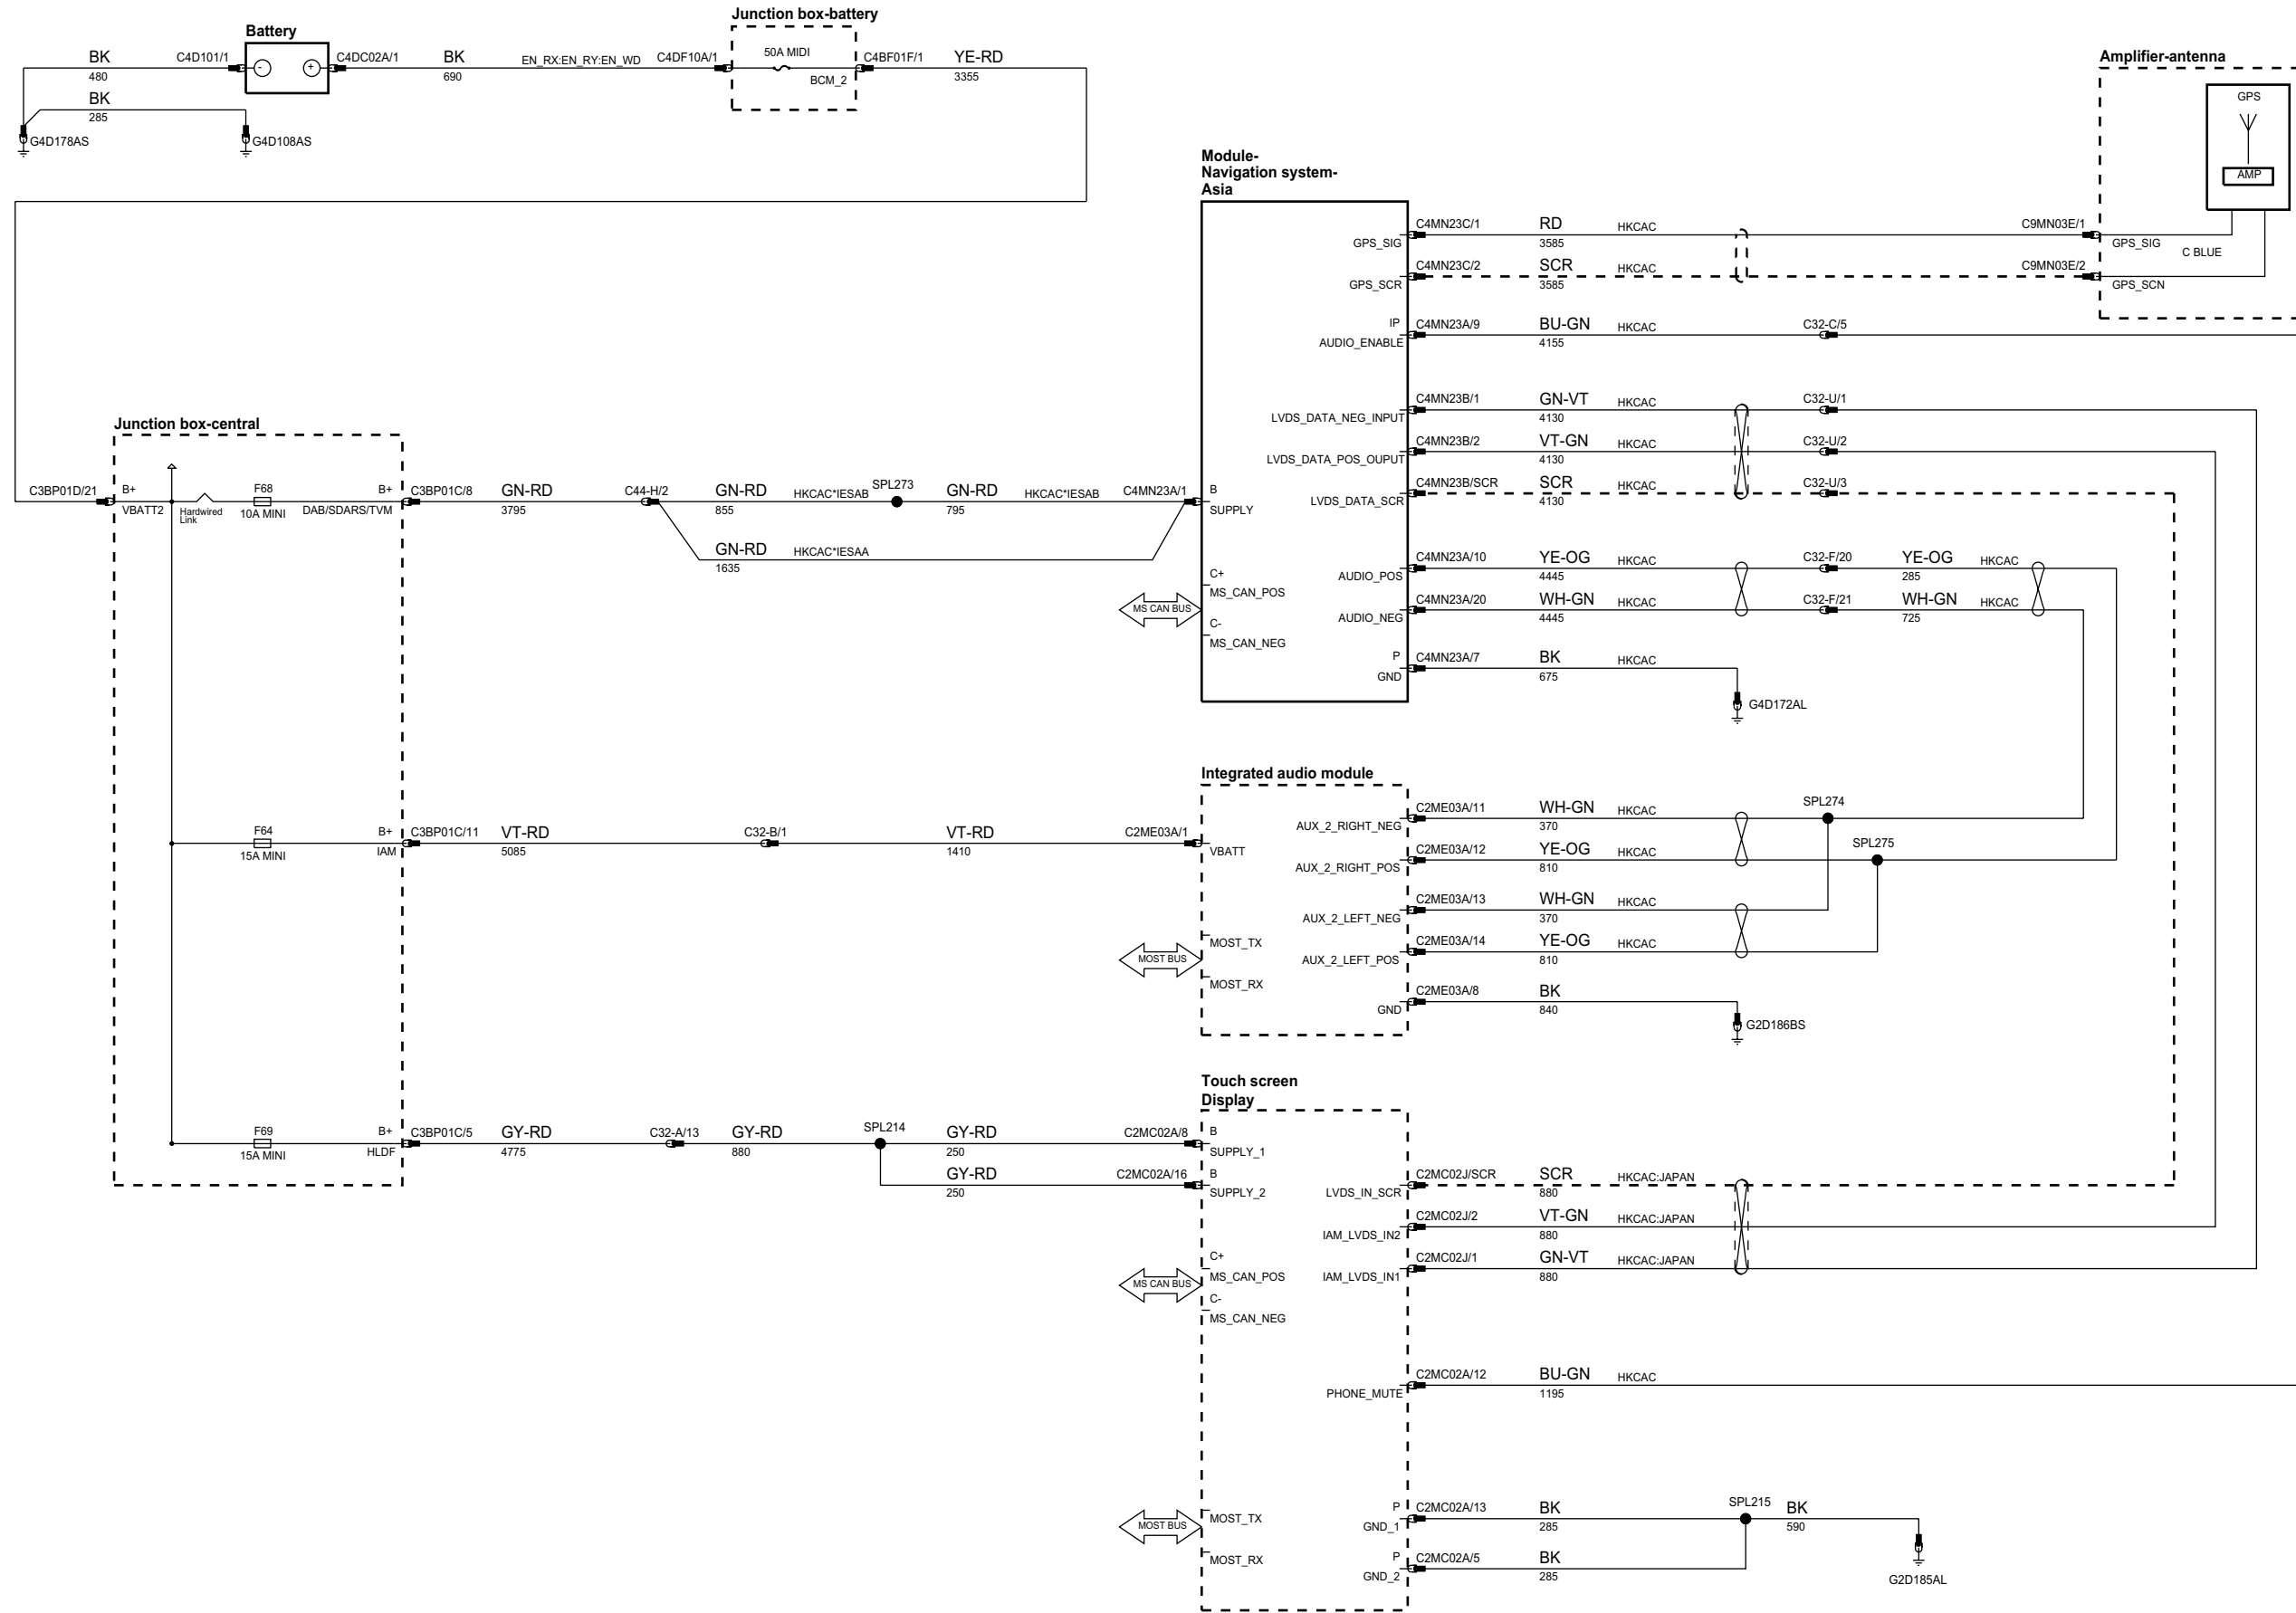 Junction box-battery
Battery
50A MIDI
BCM_2
BK
480
C4D101/1
-
+
C4DC02A/1
BK
690
EN_RX:EN_RY:EN_WD
C4DF10A/1
C4BF01F/1
YE-RD
3355
BK
285
G4D178AS
G4D108AS
Amplifier-antenna
GPS
AMP
C9MN03E/1
GPS_SIG
C BLUE
C9MN03E/2
GPS_SCN
Module-
Navigation system-
Asia
GPS_SIG
C4MN23C/1
RD
HKCAC
3585
GPS_SCR
C4MN23C/2
SCR
HKCAC
3585
IP
AUDIO_ENABLE
C4MN23A/9
BU-GN
HKCAC
4155
C32-C/5
LVDS_DATA_NEG_INPUT
C4MN23B/1
GN-VT
HKCAC
4130
C32-U/1
LVDS_DATA_POS_OUPUT
C4MN23B/2
VT-GN
HKCAC
4130
C32-U/2
LVDS_DATA_SCR
C4MN23B/SCR
SCR
HKCAC
4130
C32-U/3
AUDIO_POS
C4MN23A/10
YE-OG
HKCAC
4445
C32-F/20
YE-OG
HKCAC
285
AUDIO_NEG
C4MN23A/20
WH-GN
HKCAC
4445
C32-F/21
WH-GN
HKCAC
725
P
GND
C4MN23A/7
BK
HKCAC
675
G4D172AL
B
SUPPLY
C+
MS_CAN_POS
MS CAN BUS
C-
MS_CAN_NEG
Junction box-central
C3BP01D/21
B+
VBATT2
Hardwired
Link
F68
10A MINI
B+
DAB/SDARS/TVM
C3BP01C/8
GN-RD
3795
C44-H/2
GN-RD
HKCAC*IESAB
855
SPL273
GN-RD
HKCAC*IESAB
795
C4MN23A/1
GN-RD
HKCAC*IESAA
1635
F64
15A MINI
B+
IAM
C3BP01C/11
VT-RD
5085
C32-B/1
VT-RD
1410
C2ME03A/1
F69
15A MINI
B+
HLDF
C3BP01C/5
GY-RD
4775
C32-A/13
GY-RD
880
SPL214
GY-RD
250
C2MC02A/8
GY-RD
250
C2MC02A/16
Integrated audio module
VBATT
MOST_TX
MOST BUS
MOST_RX
AUX_2_RIGHT_NEG
C2ME03A/11
WH-GN
HKCAC
370
SPL274
AUX_2_RIGHT_POS
C2ME03A/12
YE-OG
HKCAC
810
SPL275
AUX_2_LEFT_NEG
C2ME03A/13
WH-GN
HKCAC
370
AUX_2_LEFT_POS
C2ME03A/14
YE-OG
HKCAC
810
GND
C2ME03A/8
BK
840
G2D186BS
Touch screen
Display
B
SUPPLY_1
B
SUPPLY_2
C+
MS_CAN_POS
MS CAN BUS
C-
MS_CAN_NEG
MOST_TX
MOST BUS
MOST_RX
LVDS_IN_SCR
C2MC02J/SCR
SCR
HKCAC:JAPAN
880
IAM_LVDS_IN2
C2MC02J/2
VT-GN
HKCAC:JAPAN
880
IAM_LVDS_IN1
C2MC02J/1
GN-VT
HKCAC:JAPAN
880
PHONE_MUTE
C2MC02A/12
BU-GN
HKCAC
1195
P
GND_1
C2MC02A/13
BK
285
SPL215
BK
590
P
GND_2
C2MC02A/5
BK
285
G2D185AL